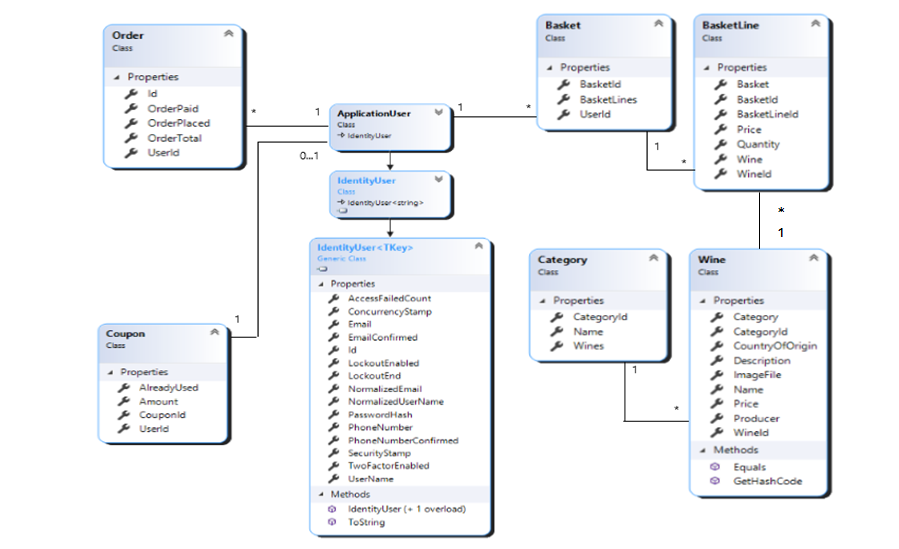 Order
Class
Properties
Id
OrderPaid
OrderPlaced
OrderTotal
UserId
*
1
ApplicationUser
Class
IdentityUser
1
*
0...1
Basket
Class
Properties
BasketId
BasketLines
UserId
1
*
BasketLine
Class
Properties
Basket
BasketId
BasketLineId
Price
Quantity
Wine
WineId
*
1
IdentityUser
Class
IdentityUser<string>
IdentityUser<TKey>
Generic Class
Properties
AccessFailedCount
ConcurrencyStamp
Email
EmailConfirmed
Id
LockoutEnabled
LockoutEnd
NormalizedEmail
NormalizedUserName
PasswordHash
PhoneNumber
PhoneNumberConfirmed
SecurityStamp
TwoFactorEnabled
UserName
Methods
IdentityUser (+ 1 overload)
ToString
1
Coupon
Class
Properties
AlreadyUsed
Amount
CouponId
UserId
Category
Class
Properties
CategoryId
Name
Wines
1
*
Wine
Class
Properties
Category
CategoryId
CountryOfOrigin
Description
ImageFile
Name
Price
Producer
WineId
Methods
Equals
GetHashCode